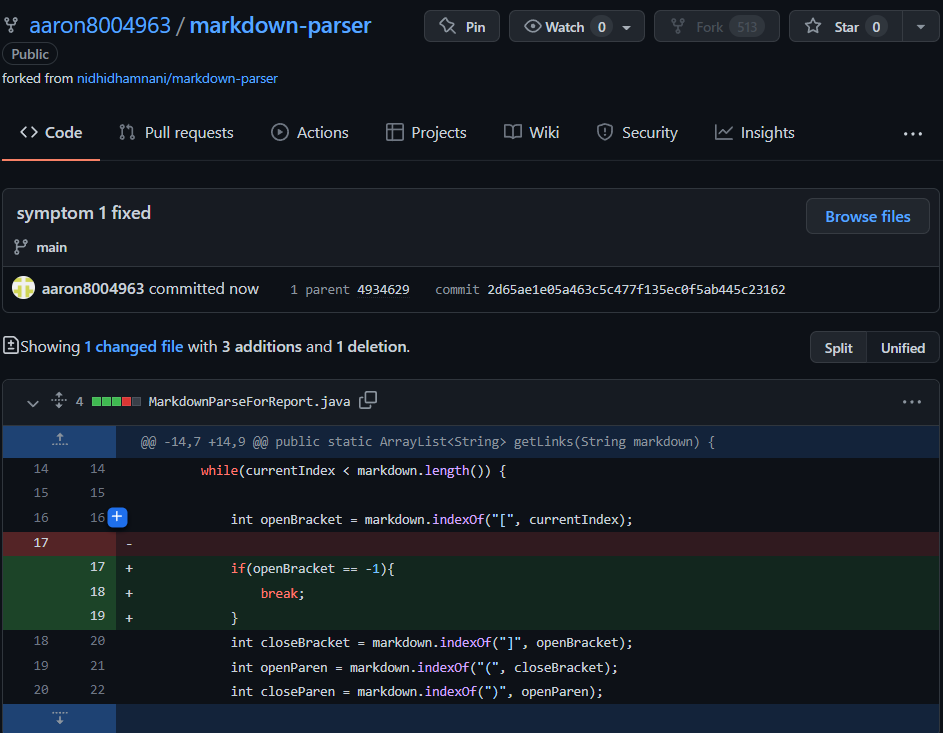 aaron8004963 / markdown-parser Pin Watch 0 Fork 513 Star 0
Public
forked from nidhidhamnani/markdown-parser
Code Pull requests Actions Projects Wiki Security Insights ...
symptom 1 fixed Browse files
main
aaron8004963 committed now 1 parent 4934629 commit 2d65ae1e05a463c5c477f135ec0f5ab445c23162
Showing 1 changed file with 3 additions and 1 deletion. Split Unified
4 MarkdownParseForReport.java ...
@@ -14,7 +14,9 @@ public static ArrayList<String> getLinks(String markdown) {
14 14 while(currentIndex < markdown.length()) {
15 15
16 16 + int openBracket = markdown.indexOf("[", currentIndex);
17 -
17 + if(openBracket == -1){
18 + break;
19 + }
18 20 int closeBracket = markdown.indexOf("]", openBracket);
19 21 int openParen = markdown.indexOf("(", closeBracket);
20 22 int closeParen = markdown.indexOf(")", openParen);